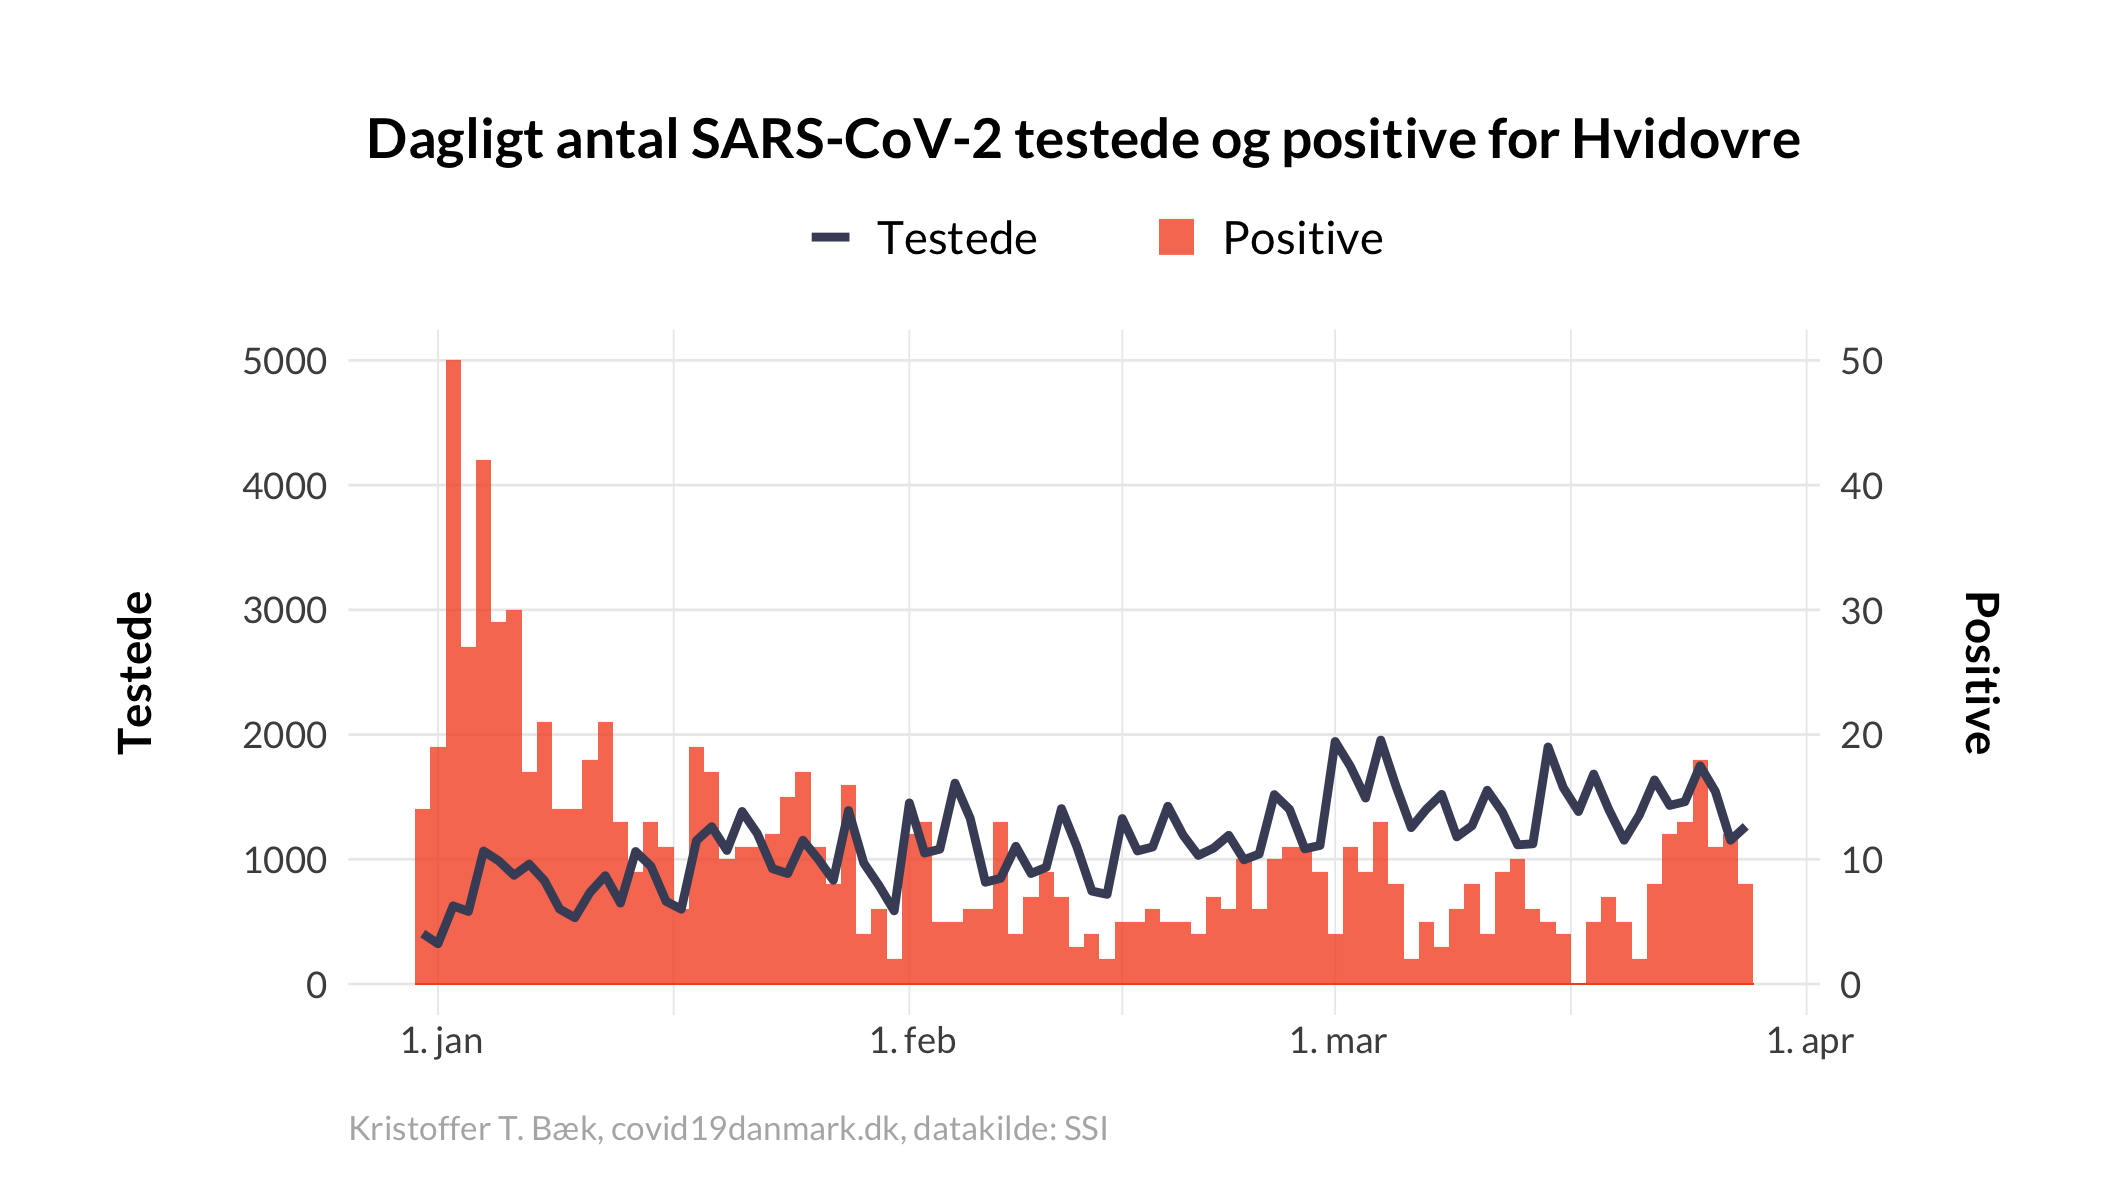 Dagligt antal SARS-CoV-2 testede og positive for Hvidovre
Testede Positive
5000 50
4000 40
3000 30
2000 20
1000 10
0 0
Testede
Positive
1. jan 1. feb 1. mar 1. apr
Kristoffer T. Bæk, covid19danmark.dk, datakilde: SSI